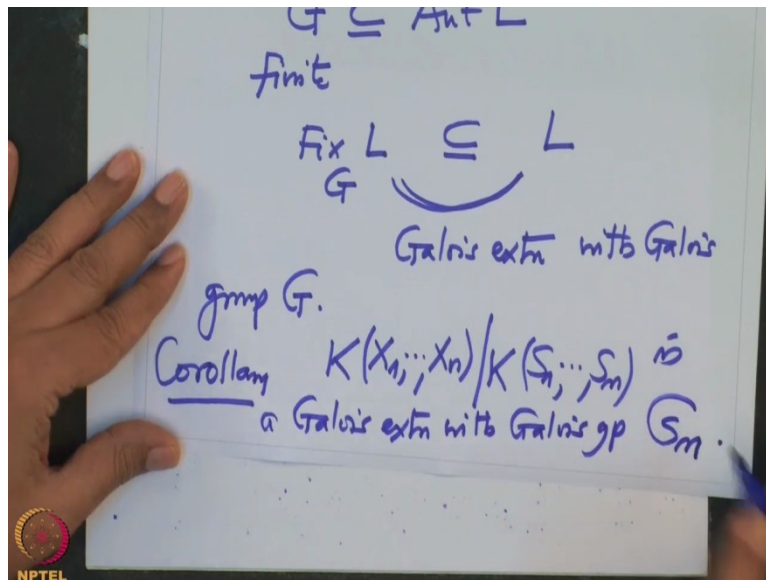 G ⊆ Aut L
finite
Fix L ⊆ L
G
Galois extn with Galois
group G.
Corollary K(X₁,…,Xₙ)/K(S₁,…,Sₙ) is
a Galois extn with Galois gp 𝔖ₙ.
NPTEL